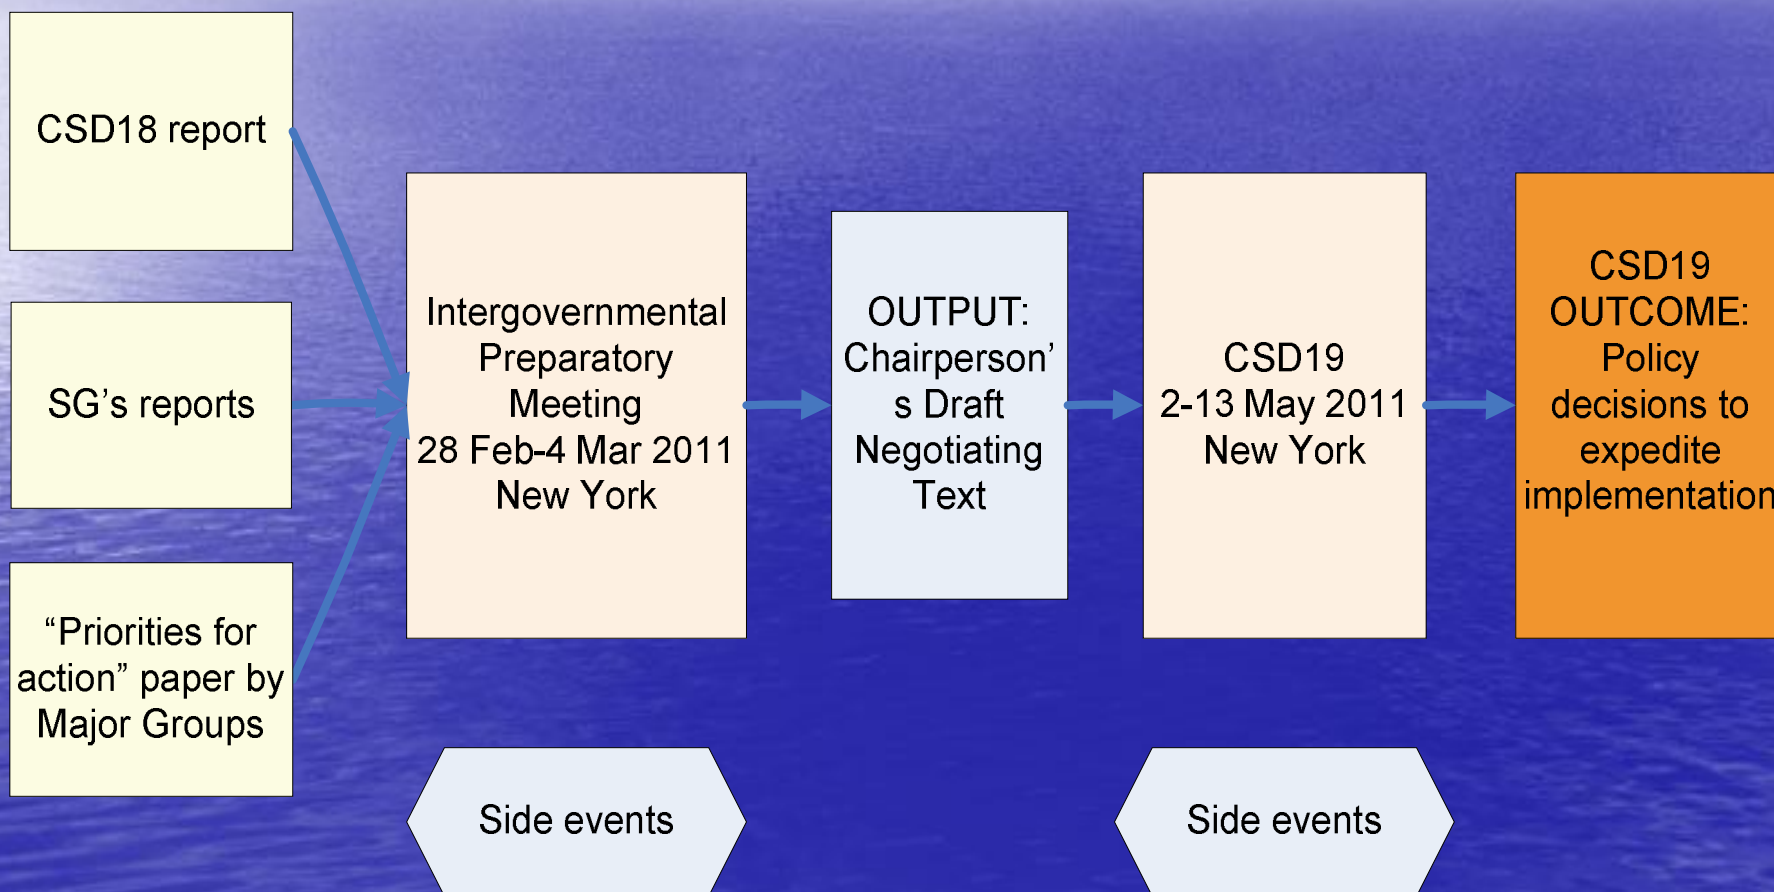 CSD18 report
SG's reports
“Priorities for
action” paper by
Major Groups
Intergovernmental
Preparatory
Meeting
28 Feb-4 Mar 2011
New York
Side events
OUTPUT:
Chairperson’
s Draft
Negotiating
Text
CSD19
2-13 May 2011
New York
Side events
CSD19
OUTCOME:
Policy
decisions to
expedite
implementation